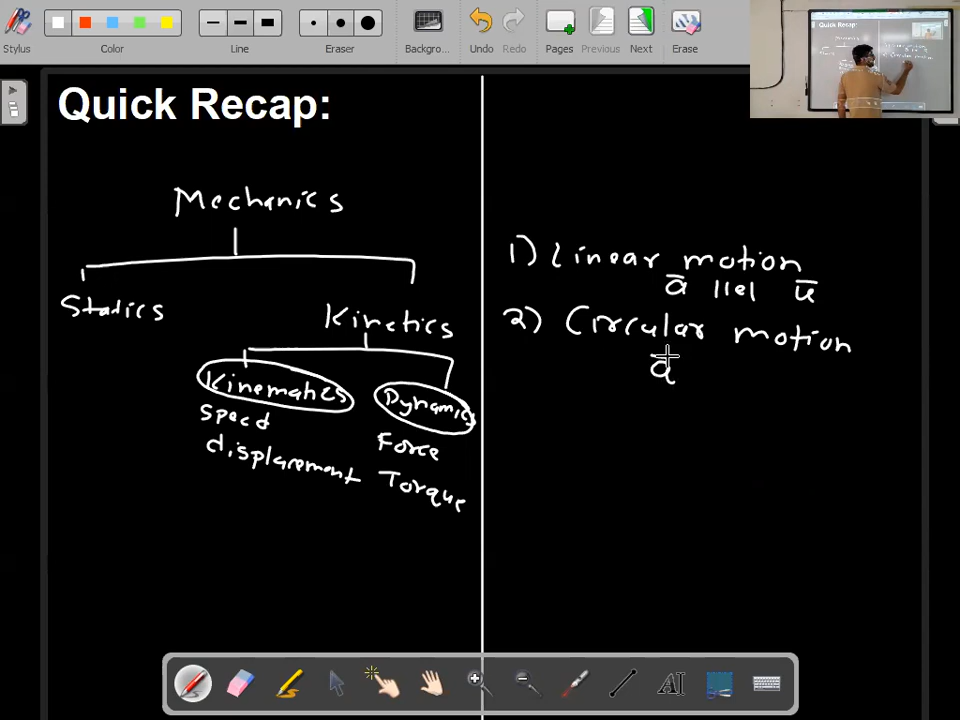 Stylus
Color
Line
Eraser
Backgro...
Undo
Redo
Pages
Previous
Next
Erase
Quick Recap:
Mechanics
Statics
Kinetics
Kinematics
Dynamics
Speed
displacement
Force
Torque
1) Linear motion
ā llel ū
2) Circular motion
ā